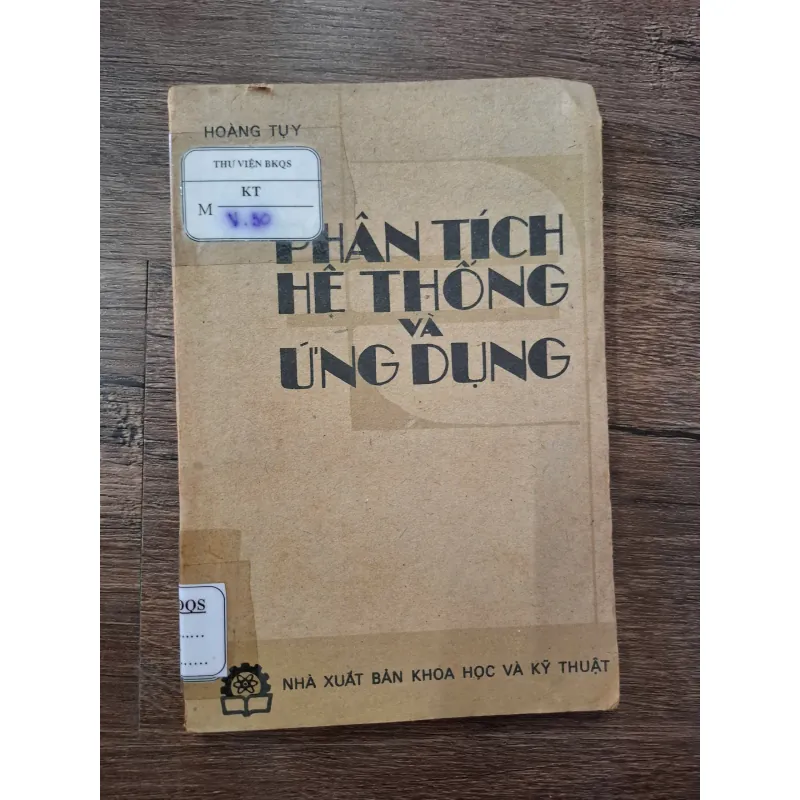 HOÀNG TỤY
THƯ VIỆN BKQS
KT
M
V.50
PHÂN TÍCH
HỆ THỐNG
VÀ
ỨNG DỤNG
QS
NHÀ XUẤT BẢN KHOA HỌC VÀ KỸ THUẬT